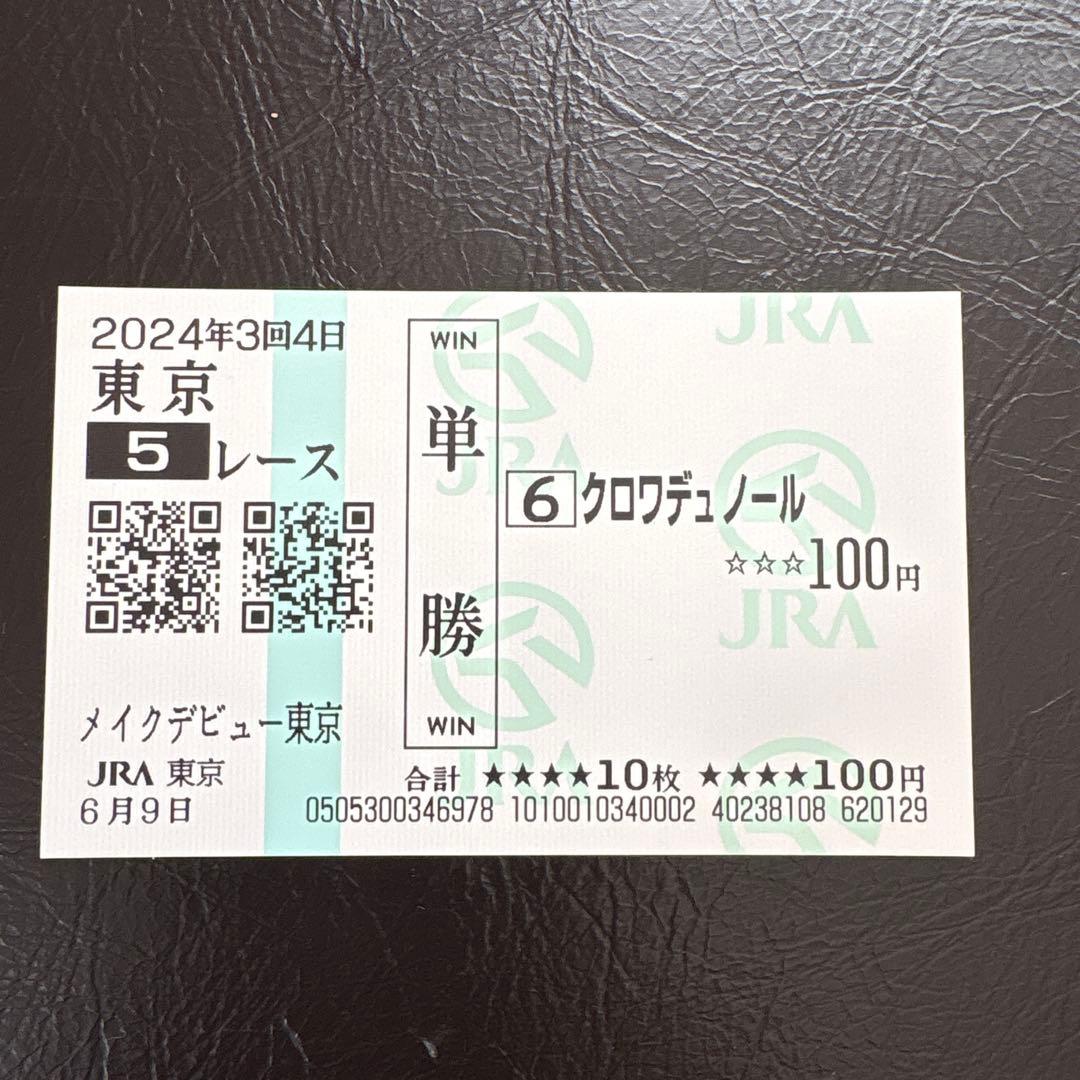 2024年3回4日
東京
5レース
メイクデビュー東京
JRA 東京
6月9日
WIN
単勝
WIN
6 クロワデュノール
☆☆☆100円
合計 ★★★★10枚 ★★★★100円
0505300346978 1010010340002 40238108 620129
JRA
JRA
JRA
JRA